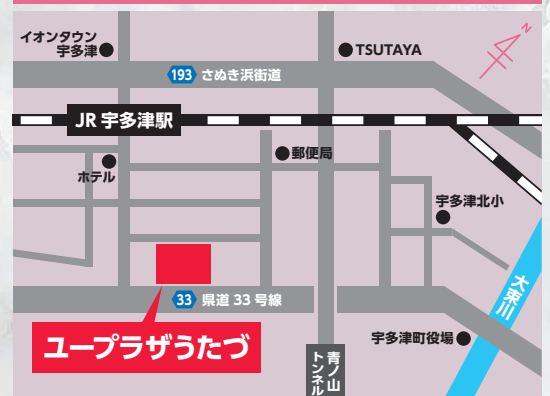 イオンタウン
宇多津
TSUTAYA
N
193 さぬき浜街道
JR 宇多津駅
郵便局
ホテル
宇多津北小
33 県道 33 号線
大束川
ユープラザうたづ
宇多津町役場
青ノ山
トンネル